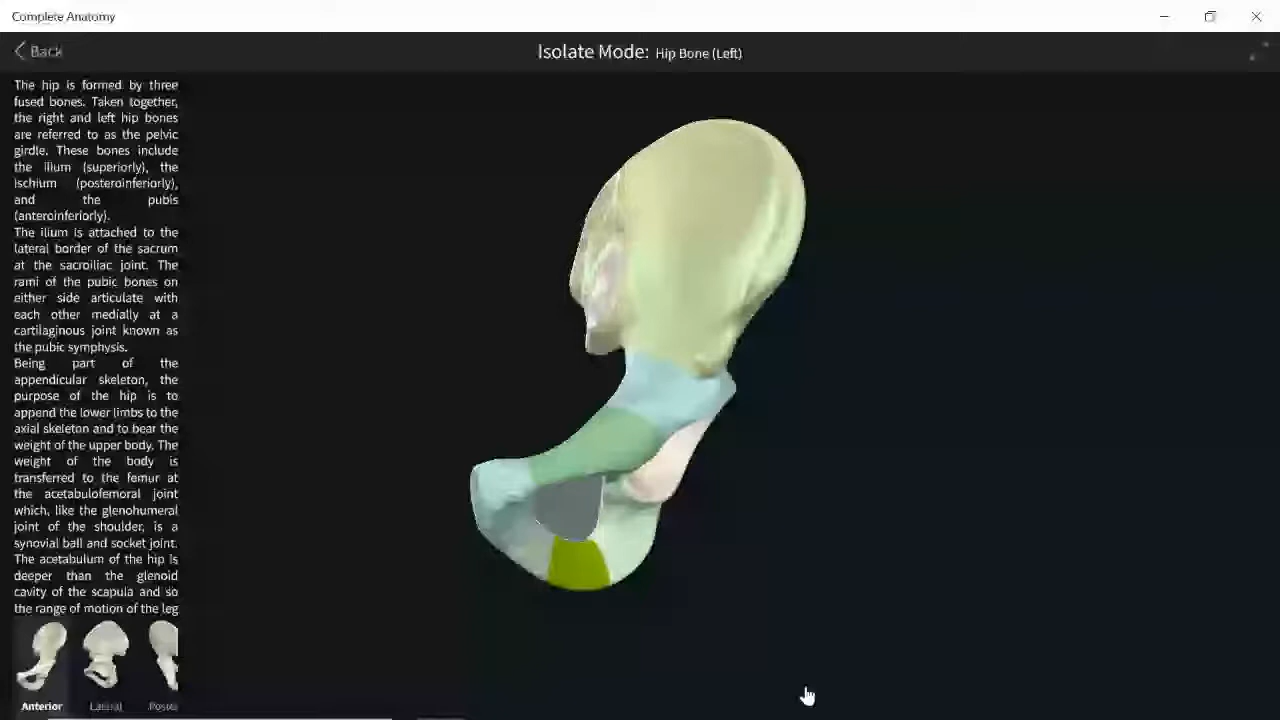 Complete Anatomy
Back
Isolate Mode: Hip Bone (Left)
The hip is formed by three
fused bones. Taken together,
the right and left hip bones
are referred to as the pelvic
girdle. These bones include
the ilium (superiorly), the
ischium (posteroinferiorly),
and the pubis
(anteroinferiorly).
The ilium is attached to the
lateral border of the sacrum
at the sacroiliac joint. The
rami of the pubic bones on
either side articulate with
each other medially at a
cartilaginous joint known as
the pubic symphysis.
Being part of the
appendicular skeleton, the
purpose of the hip is to
append the lower limbs to the
axial skeleton and to bear the
weight of the upper body. The
weight of the body is
transferred to the femur at
the acetabulofemoral joint
which, like the glenohumeral
joint of the shoulder, is a
synovial ball and socket joint.
The acetabulum of the hip is
deeper than the glenoid
cavity of the scapula and so
the range of motion of the leg
Anterior Lateral Poste